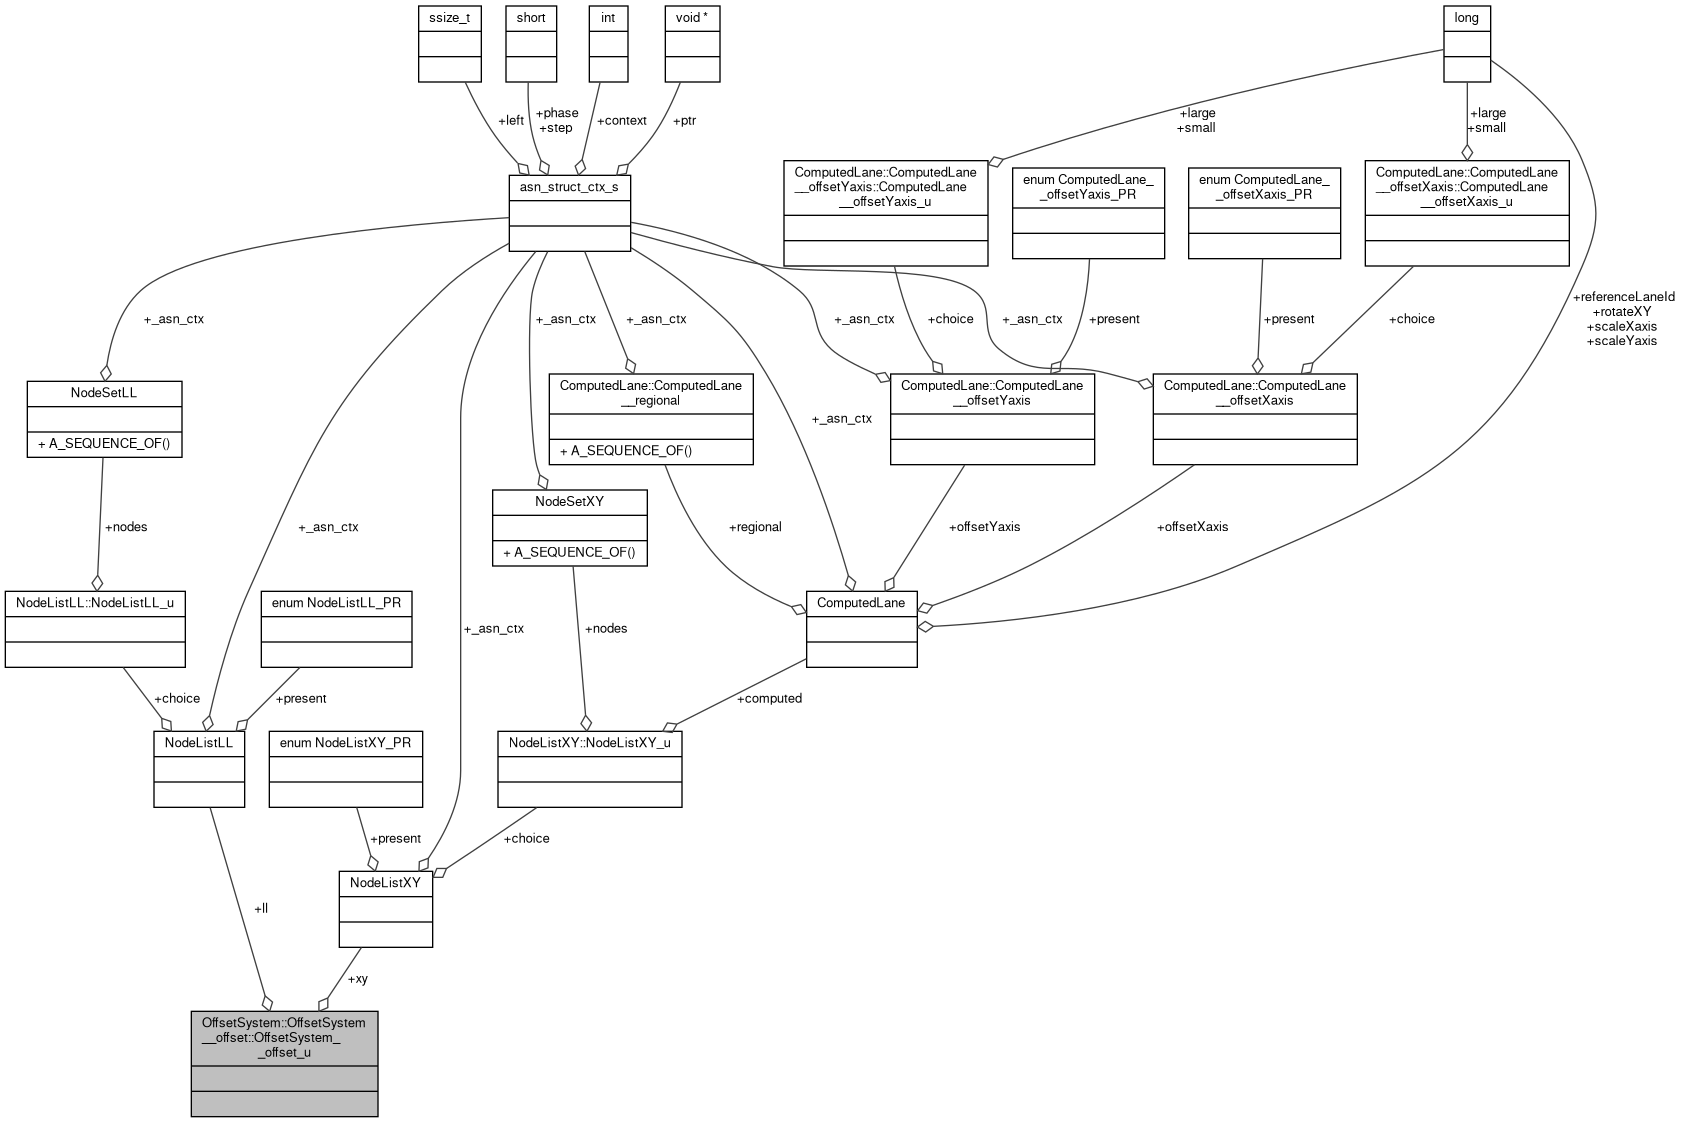 ssize_t
short
int
void *
long
+left
+phase
+step
+context
+ptr
+large
+small
+large
+small
asn_struct_ctx_s
ComputedLane::ComputedLane
__offsetYaxis::ComputedLane
__offsetYaxis_u
enum ComputedLane_
_offsetYaxis_PR
enum ComputedLane_
_offsetXaxis_PR
ComputedLane::ComputedLane
__offsetXaxis::ComputedLane
__offsetXaxis_u
+_asn_ctx
+_asn_ctx
+_asn_ctx
+_asn_ctx
+choice
+present
+_asn_ctx
+present
+choice
+referenceLaneId
+rotateXY
+scaleXaxis
+scaleYaxis
NodeSetLL
+ A_SEQUENCE_OF()
ComputedLane::ComputedLane
__regional
+ A_SEQUENCE_OF()
ComputedLane::ComputedLane
__offsetYaxis
ComputedLane::ComputedLane
__offsetXaxis
+_asn_ctx
NodeSetXY
+ A_SEQUENCE_OF()
+nodes
+_asn_ctx
+regional
+offsetYaxis
+offsetXaxis
NodeListLL::NodeListLL_u
enum NodeListLL_PR
+_asn_ctx
+nodes
ComputedLane
+choice
+present
+computed
NodeListLL
enum NodeListXY_PR
NodeListXY::NodeListXY_u
+present
+choice
NodeListXY
+ll
+xy
OffsetSystem::OffsetSystem
__offset::OffsetSystem_
_offset_u